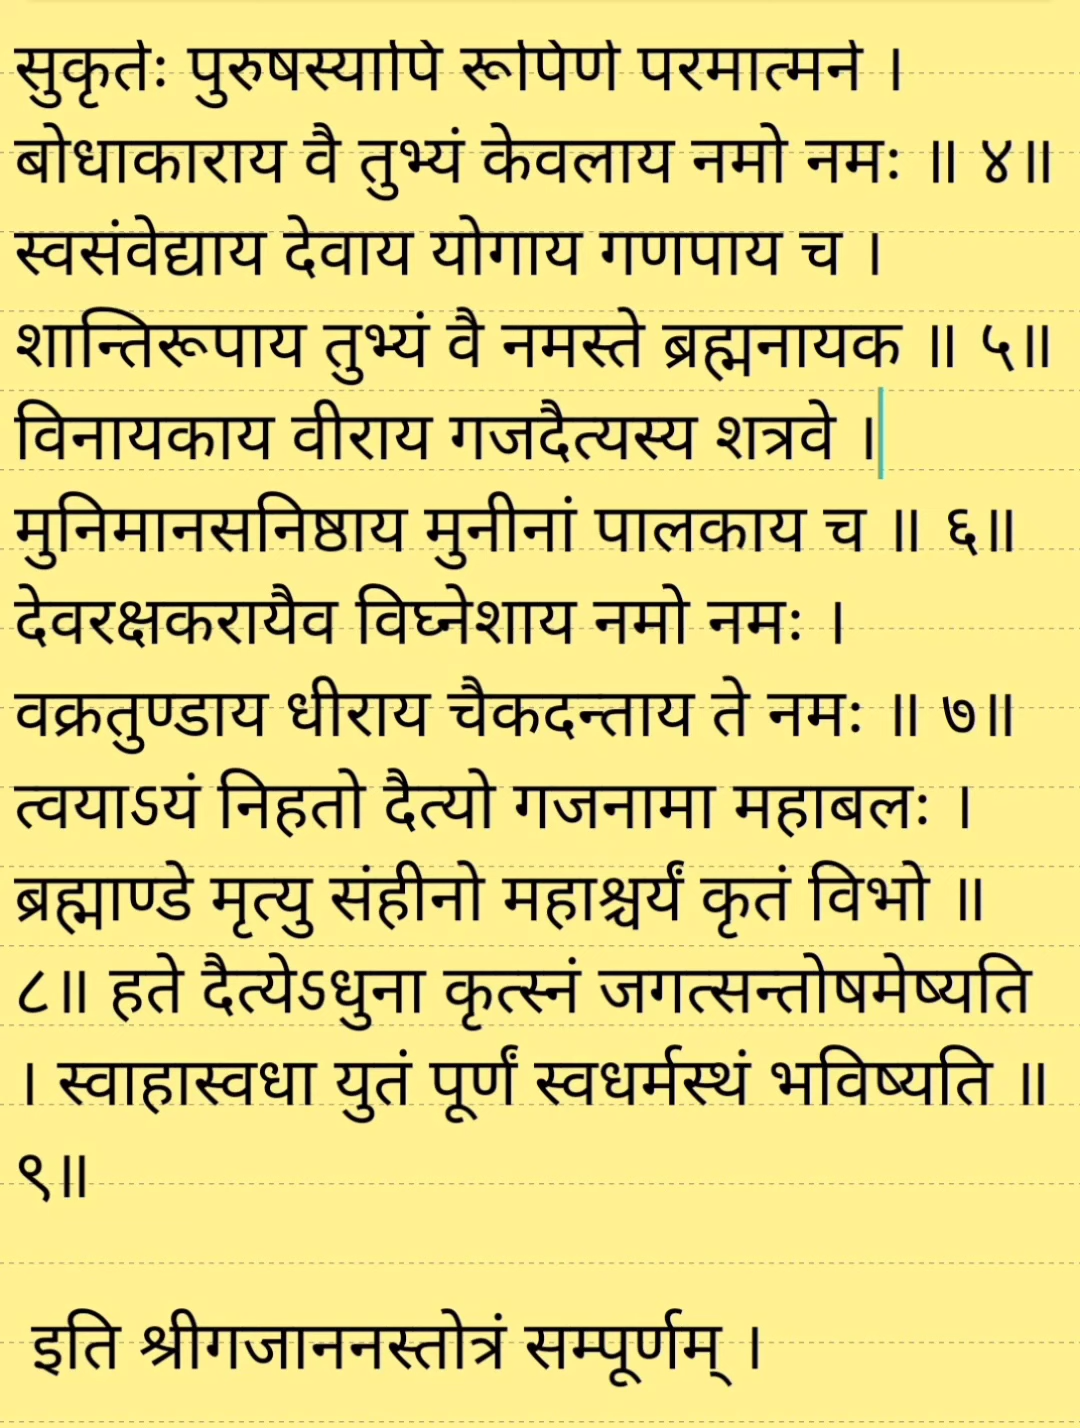 सुकृतेः पुरुषस्यापि रूपिणे परमात्मने ।
बोधाकाराय वै तुभ्यं केवलाय नमो नमः ॥ ४॥
स्वसंवेद्याय देवाय योगाय गणपाय च ।
शान्तिरूपाय तुभ्यं वै नमस्ते ब्रह्मनायक ॥ ५॥
विनायकाय वीराय गजदैत्यस्य शत्रवे ।
मुनिमानसनिष्ठाय मुनीनां पालकाय च ॥ ६॥
देवरक्षकरायैव विघ्नेशाय नमो नमः ।
वक्रतुण्डाय धीराय चैकदन्ताय ते नमः ॥ ७॥
त्वयाऽयं निहतो दैत्यो गजनामा महाबलः ।
ब्रह्माण्डे मृत्यु संहीनो महाश्चर्यं कृतं विभो ॥
८॥ हते दैत्येऽधुना कृत्स्नं जगत्सन्तोषमेष्यति
। स्वाहास्वधा युतं पूर्णं स्वधर्मस्थं भविष्यति ॥
९॥
इति श्रीगजाननस्तोत्रं सम्पूर्णम् ।